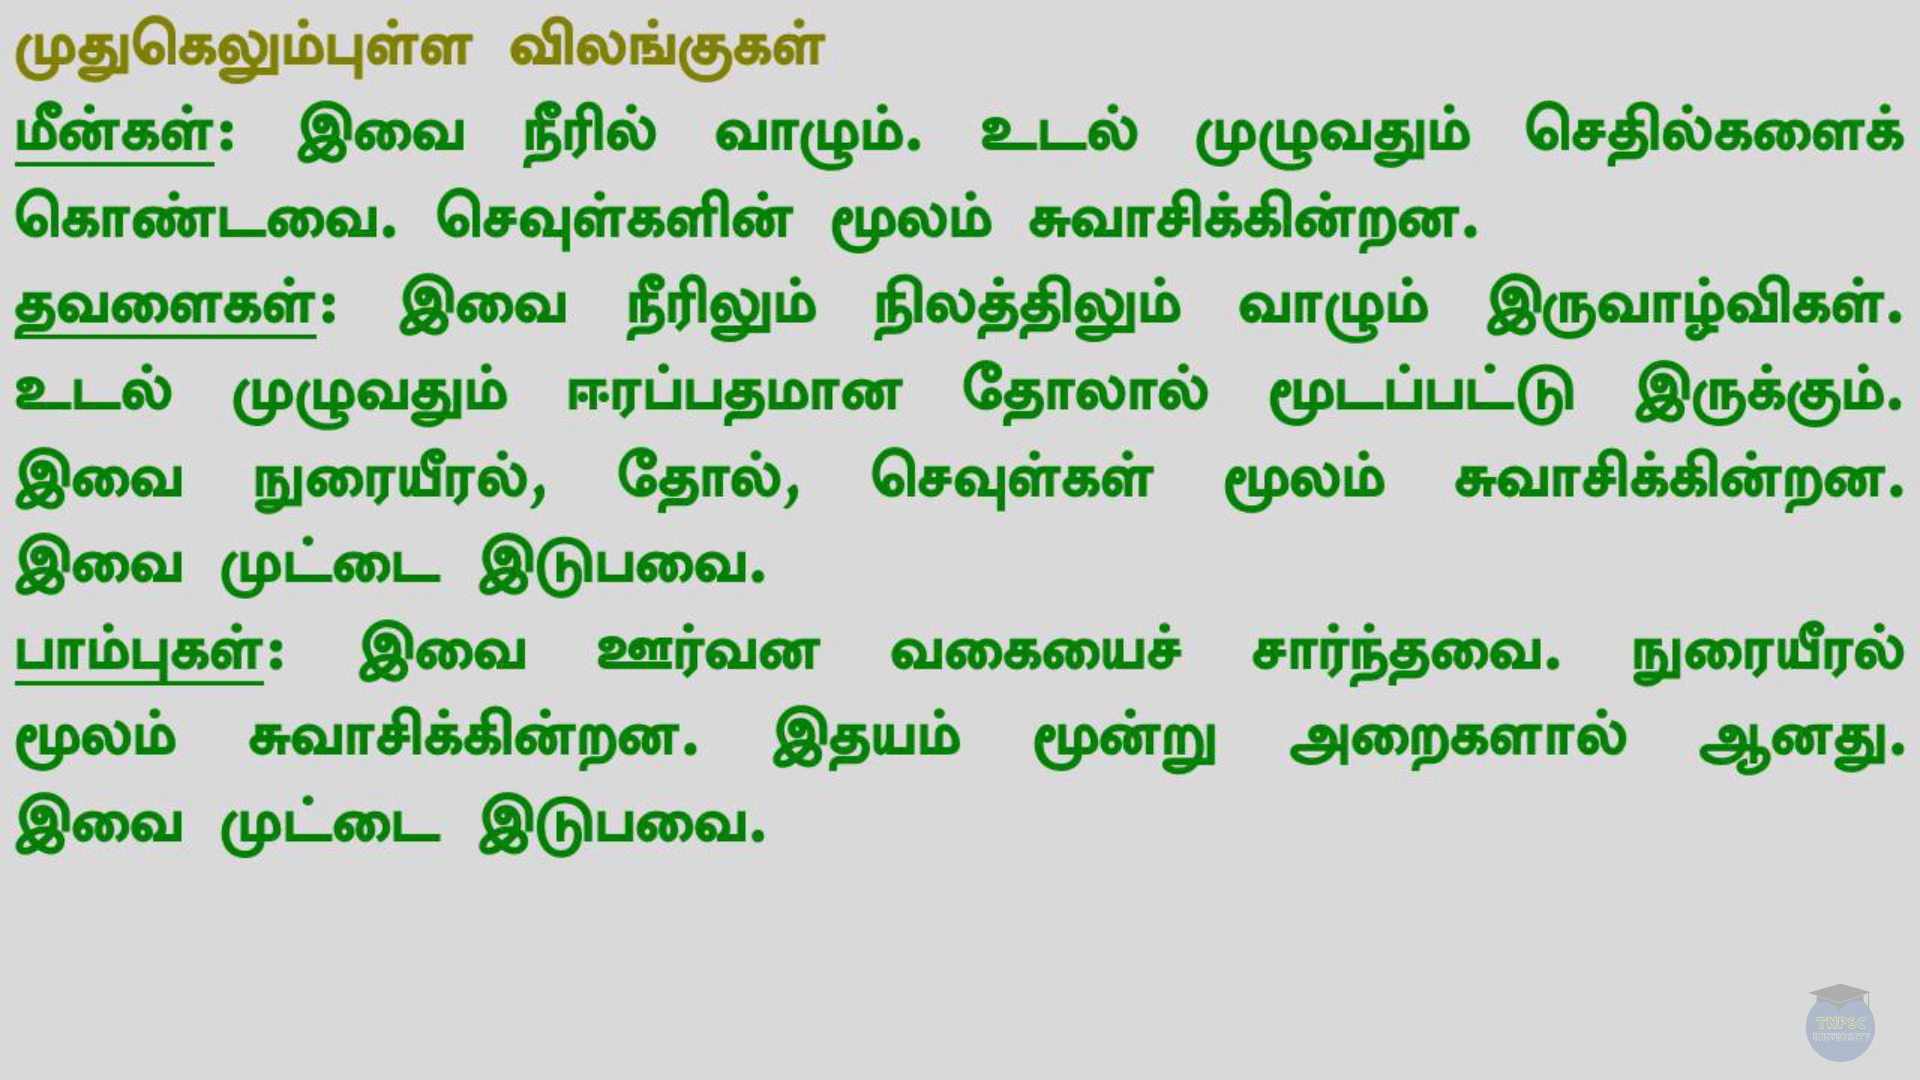 முதுகெலும்புள்ள விலங்குகள்
மீன்கள்: இவை நீரில் வாழும். உடல் முழுவதும் செதில்களைக்
கொண்டவை. செவுள்களின் மூலம் சுவாசிக்கின்றன.
தவளைகள்: இவை நீரிலும் நிலத்திலும் வாழும் இருவாழ்விகள்.
உடல் முழுவதும் ஈரப்பதமான தோலால் மூடப்பட்டு இருக்கும்.
இவை நுரையீரல், தோல், செவுள்கள் மூலம் சுவாசிக்கின்றன.
இவை முட்டை இடுபவை.
பாம்புகள்: இவை ஊர்வன வகையைச் சார்ந்தவை. நுரையீரல்
மூலம் சுவாசிக்கின்றன. இதயம் மூன்று அறைகளால் ஆனது.
இவை முட்டை இடுபவை.
TNPSC
UNIVERSITY